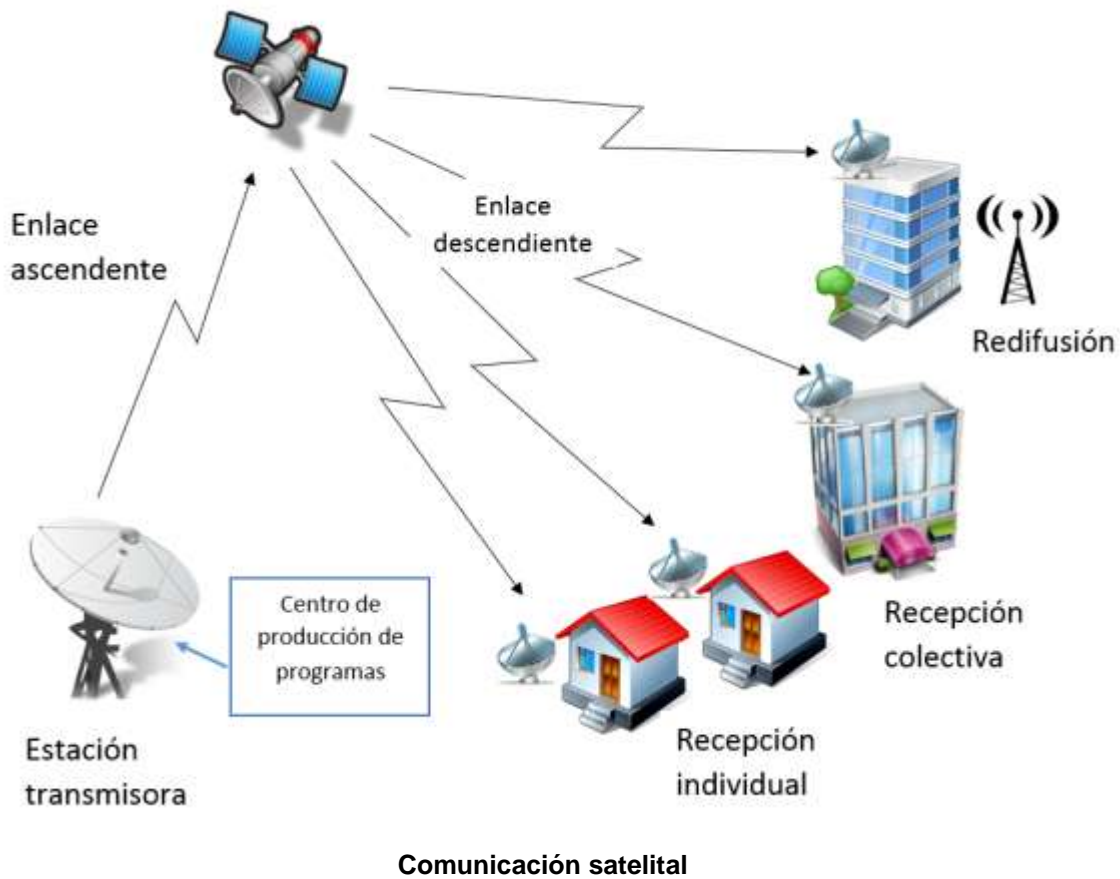 Enlace
ascendente
Enlace
descendiente
Redifusión
Centro de
producción de
programas
Recepción
colectiva
Estación
transmisora
Recepción
individual
Comunicación satelital